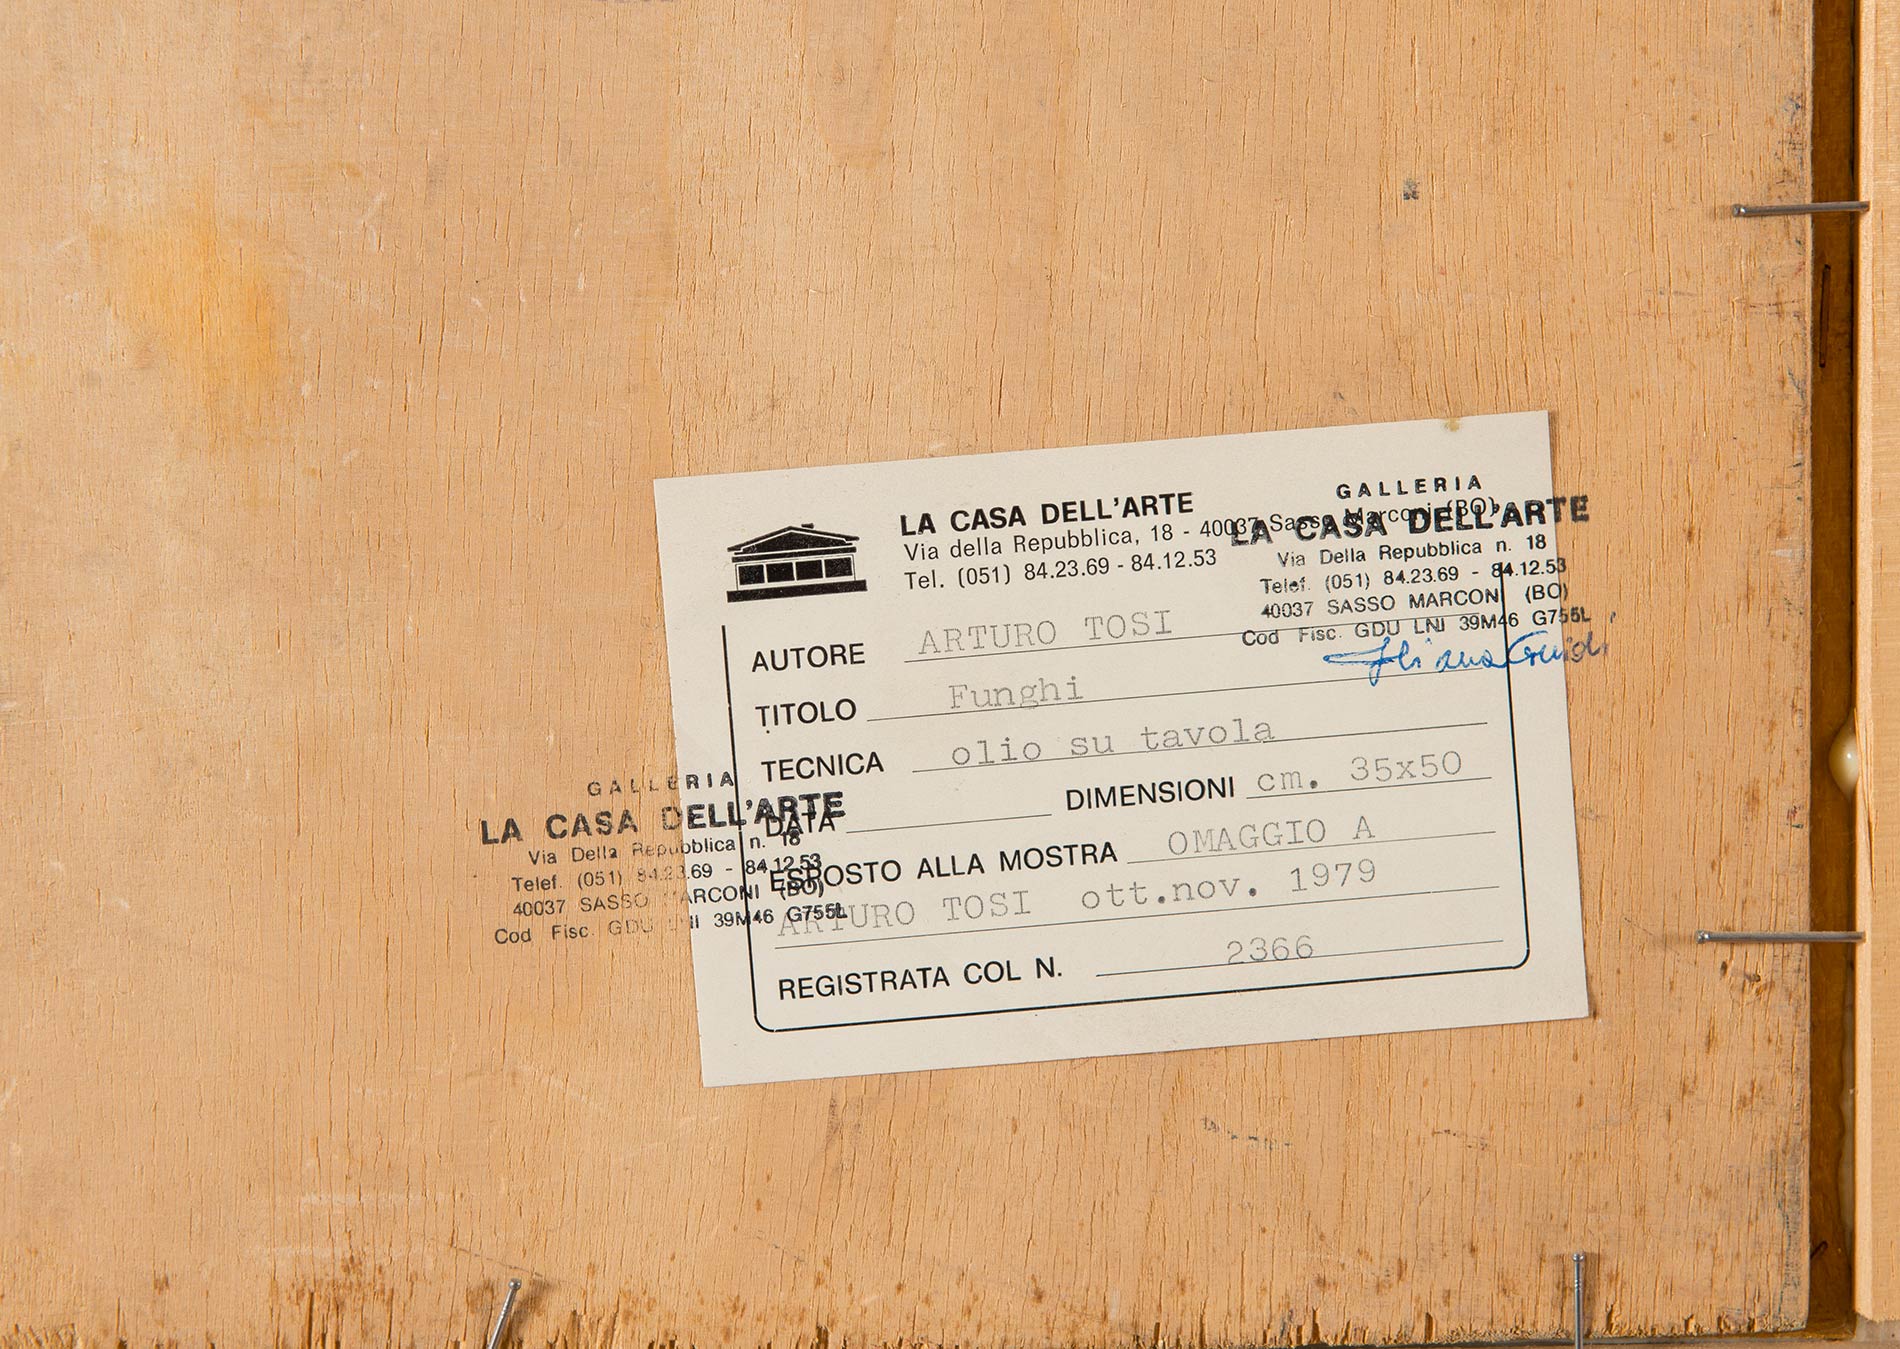 LA CASA DELL'ARTE
Via della Repubblica, 18 - 40037 Sasso Marconi (BO)
Tel. (051) 84.23.69 - 84.12.53
GALLERIA
LA CASA DELL'ARTE
Via Della Repubblica n. 18
Telef. (051) 84.23.69 - 84.12.53
40037 SASSO MARCONI (BO)
Cod Fisc. GDU LNI 39M46 G755L
AUTORE ARTURO TOSI
TITOLO Funghi
TECNICA olio su tavola
DATA DIMENSIONI cm. 35x50
ESPOSTO ALLA MOSTRA OMAGGIO A
ARTURO TOSI ott.nov. 1979
REGISTRATA COL N. 2366
GALLERIA
LA CASA DELL'ARTE
Via Della Repubblica n. 18
Telef. (051) 84.23.69 - 84.12.53
40037 SASSO MARCONI (BO)
Cod Fisc. GDU LNI 39M46 G755L